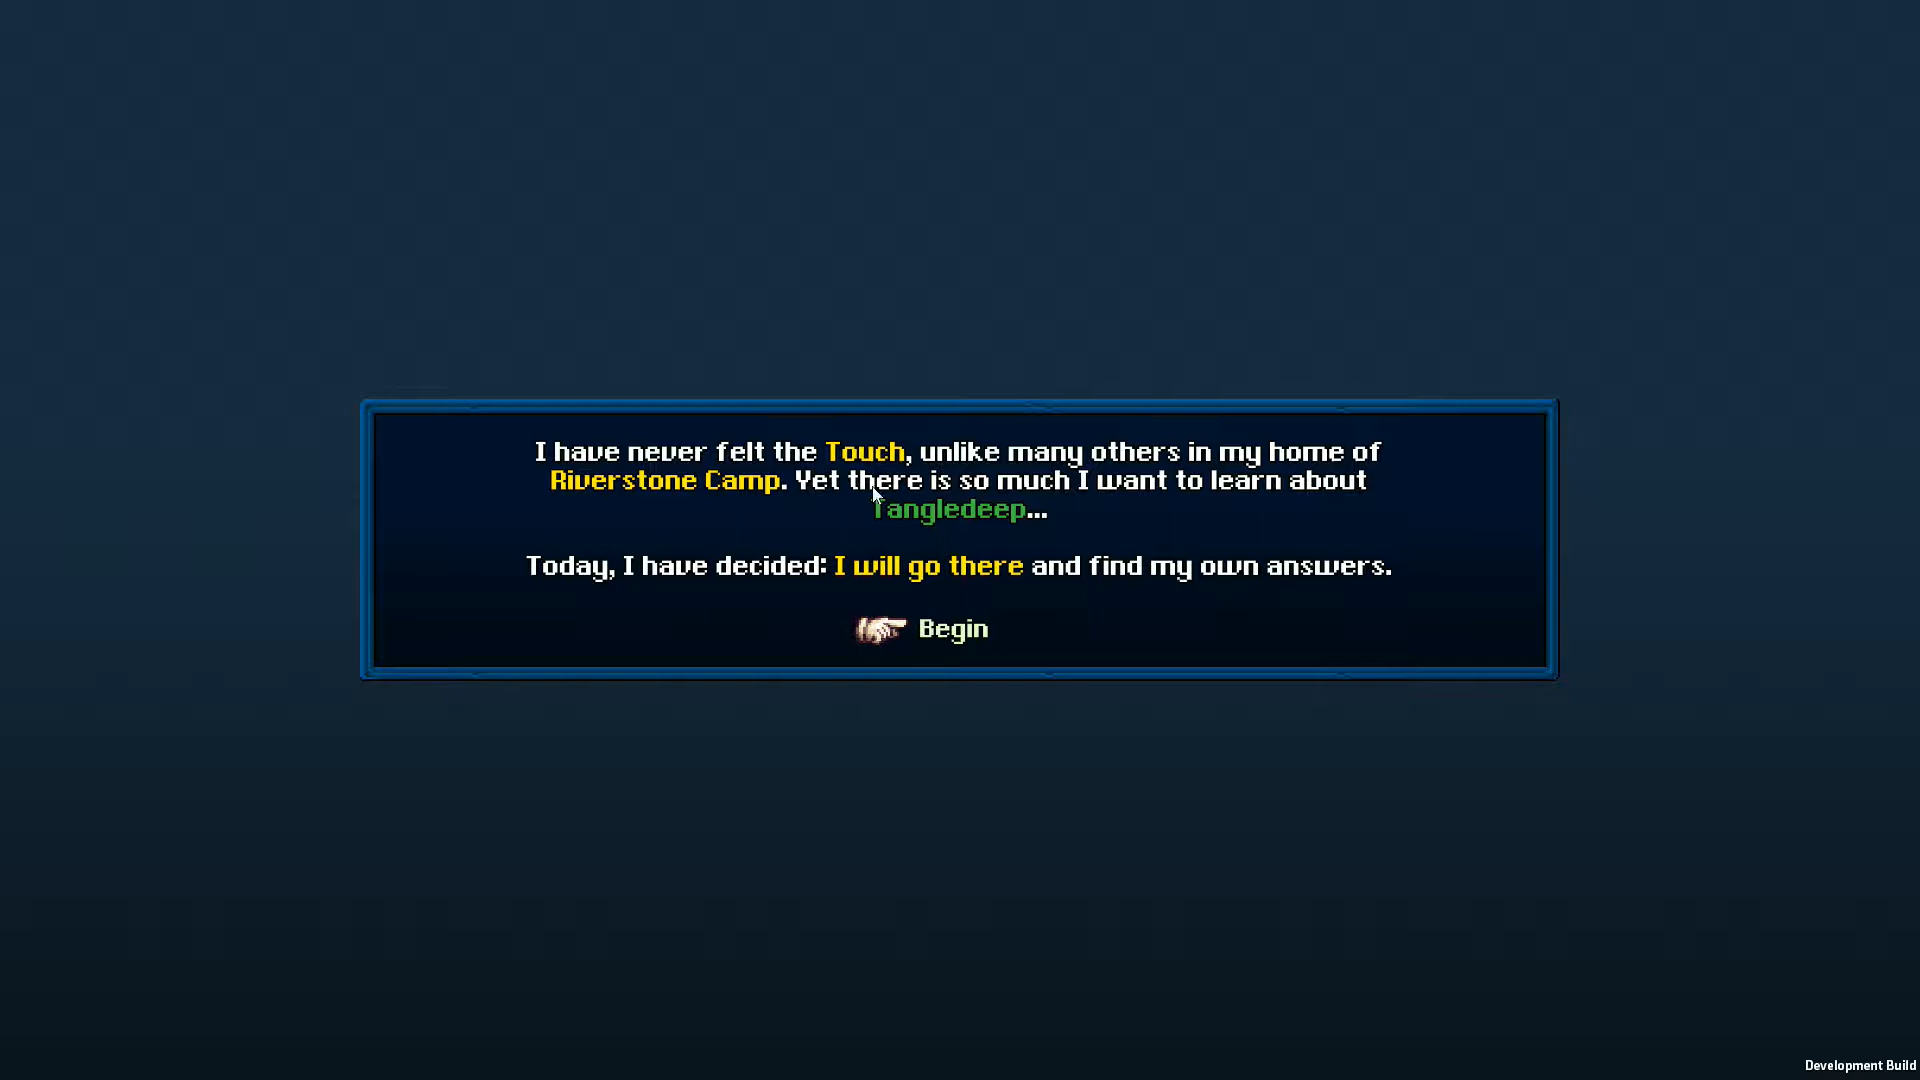 I have never felt the Touch, unlike many others in my home of
Riverstone Camp. Yet there is so much I want to learn about
Tangledeep...
Today, I have decided: I will go there and find my own answers.
Begin
Development Build